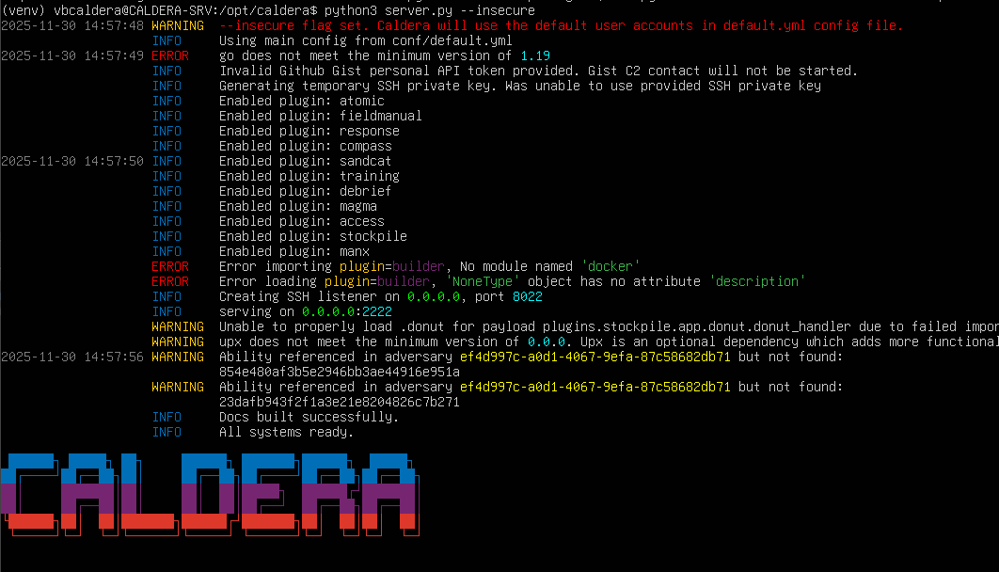 (venv) vbcaldera@CALDERA-SRV:/opt/caldera$ python3 server.py --insecure
2025-11-30 14:57:48 WARNING --insecure flag set. Caldera will use the default user accounts in default.yml config file.
INFO Using main config from conf/default.yml
2025-11-30 14:57:49 ERROR go does not meet the minimum version of 1.19
INFO Invalid Github Gist personal API token provided. Gist C2 contact will not be started.
INFO Generating temporary SSH private key. Was unable to use provided SSH private key
INFO Enabled plugin: atomic
INFO Enabled plugin: fieldmanual
INFO Enabled plugin: response
INFO Enabled plugin: compass
2025-11-30 14:57:50 INFO Enabled plugin: sandcat
INFO Enabled plugin: training
INFO Enabled plugin: debrief
INFO Enabled plugin: magma
INFO Enabled plugin: access
INFO Enabled plugin: stockpile
INFO Enabled plugin: manx
ERROR Error importing plugin=builder, No module named 'docker'
ERROR Error loading plugin=builder, 'NoneType' object has no attribute 'description'
INFO Creating SSH listener on 0.0.0.0, port 8022
INFO serving on 0.0.0.0:2222
WARNING Unable to properly load .donut for payload plugins.stockpile.app.donut.donut_handler due to failed impor
WARNING upx does not meet the minimum version of 0.0.0. Upx is an optional dependency which adds more functional
2025-11-30 14:57:56 WARNING Ability referenced in adversary ef4d997c-a0d1-4067-9efa-87c58682db71 but not found:
854e480af3b5e2946bb3ae44916e951a
WARNING Ability referenced in adversary ef4d997c-a0d1-4067-9efa-87c58682db71 but not found:
23dafb943f2f1a3e21e8204826c7b271
INFO Docs built successfully.
INFO All systems ready.
CALDERA